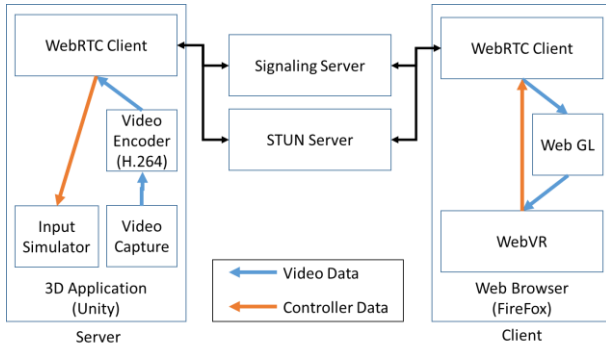 WebRTC Client
Video
Encoder
(H.264)
Input
Simulator
Video
Capture
3D Application
(Unity)
Server
Signaling Server
STUN Server
Video Data
Controller Data
WebRTC Client
Web GL
WebVR
Web Browser
(FireFox)
Client